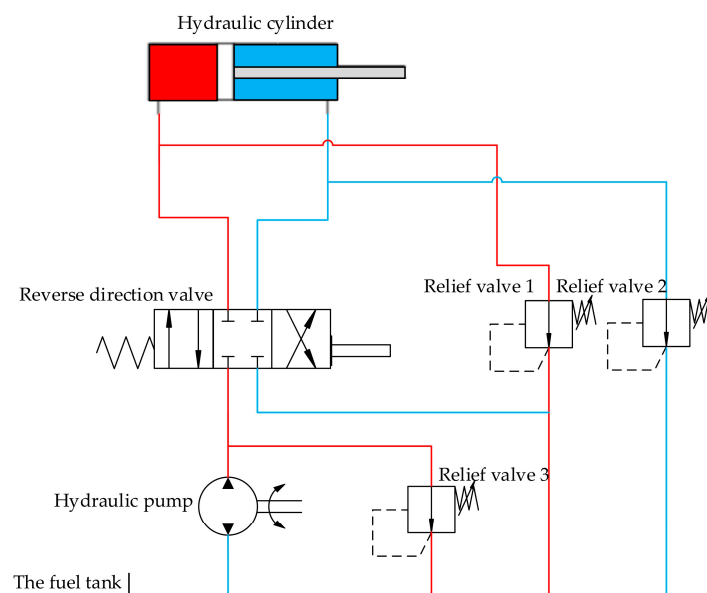 Hydraulic cylinder
Reverse direction valve
Relief valve 1
Relief valve 2
Relief valve 3
Hydraulic pump
The fuel tank